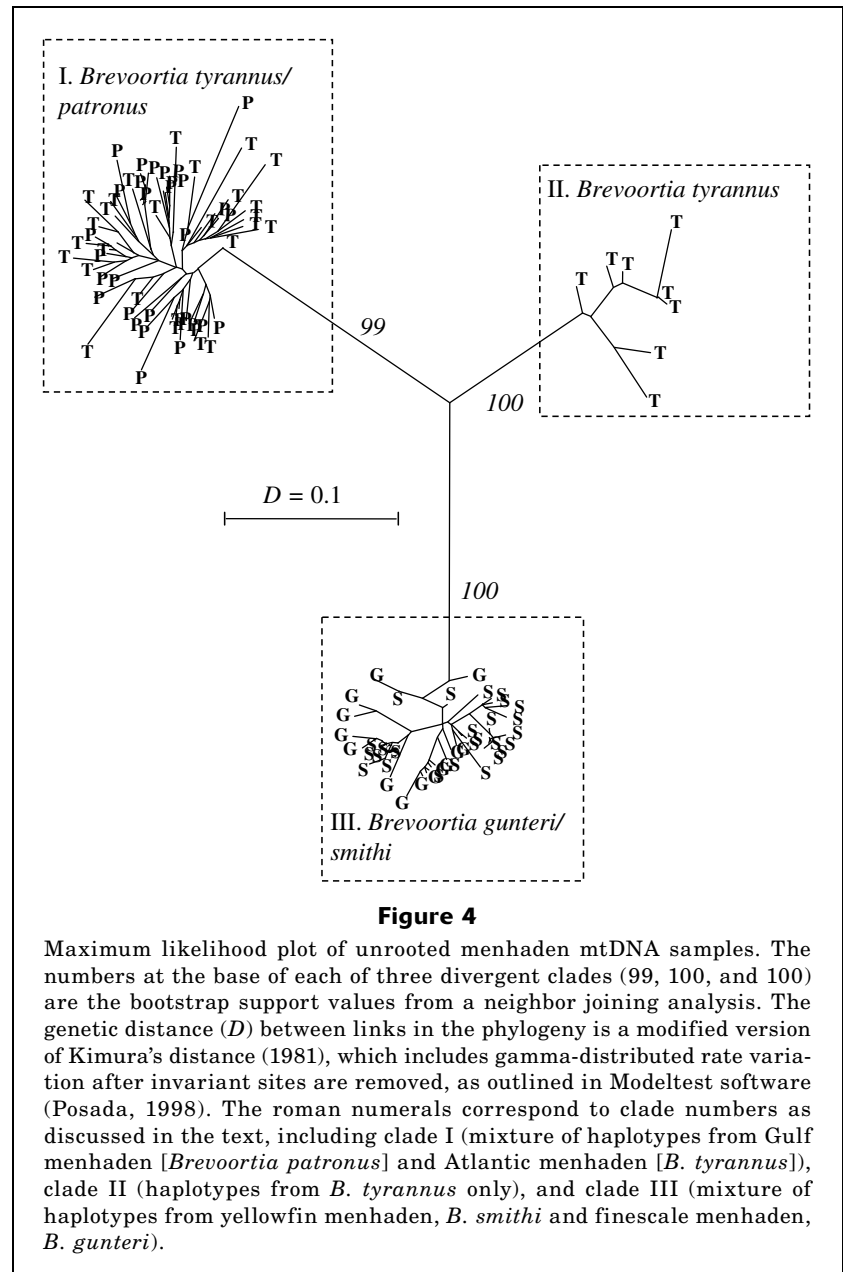 I. Brevoortia tyrannus/
patronus
II. Brevoortia tyrannus
99
100
D = 0.1
100
III. Brevoortia gunteri/
smithi
Figure 4
Maximum likelihood plot of unrooted menhaden mtDNA samples. The
numbers at the base of each of three divergent clades (99, 100, and 100)
are the bootstrap support values from a neighbor joining analysis. The
genetic distance (D) between links in the phylogeny is a modified version
of Kimura's distance (1981), which includes gamma-distributed rate varia-
tion after invariant sites are removed, as outlined in Modeltest software
(Posada, 1998). The roman numerals correspond to clade numbers as
discussed in the text, including clade I (mixture of haplotypes from Gulf
menhaden [Brevoortia patronus] and Atlantic menhaden [B. tyrannus]),
clade II (haplotypes from B. tyrannus only), and clade III (mixture of
haplotypes from yellowfin menhaden, B. smithi and finescale menhaden,
B. gunteri).